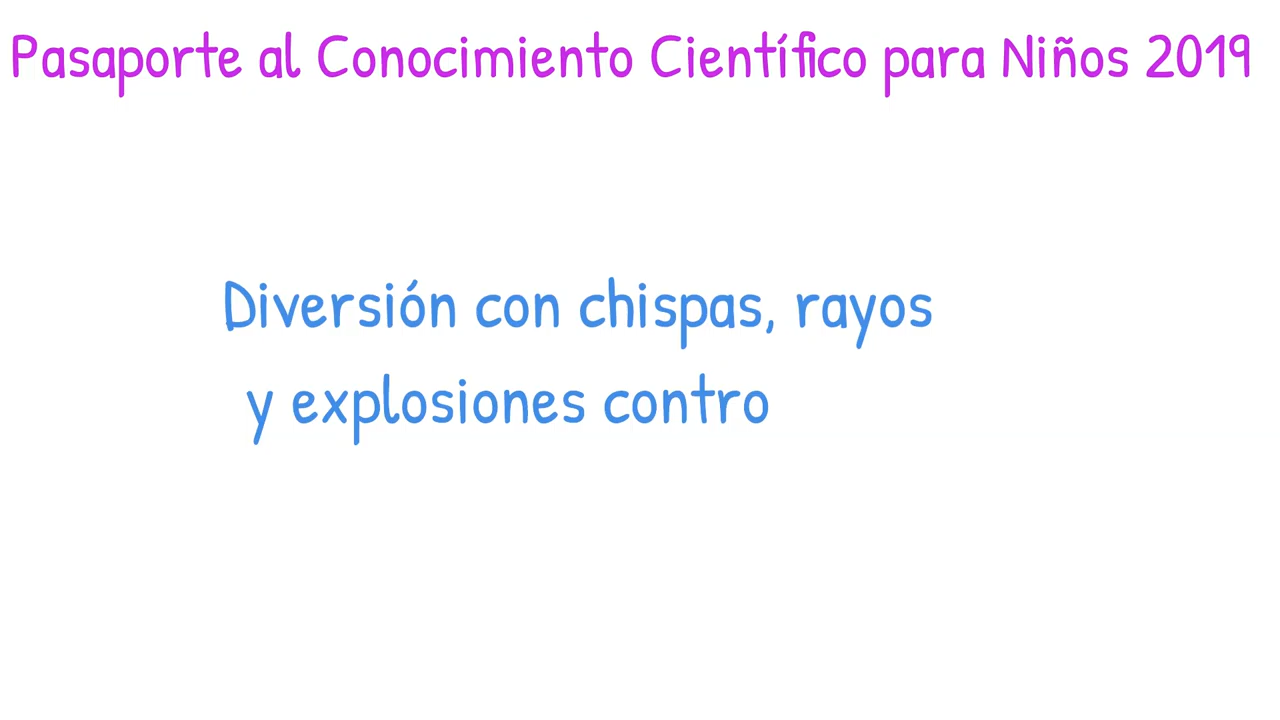 Pasaporte al Conocimiento Científico para Niños 2019
Diversión con chispas, rayos
y explosiones contro